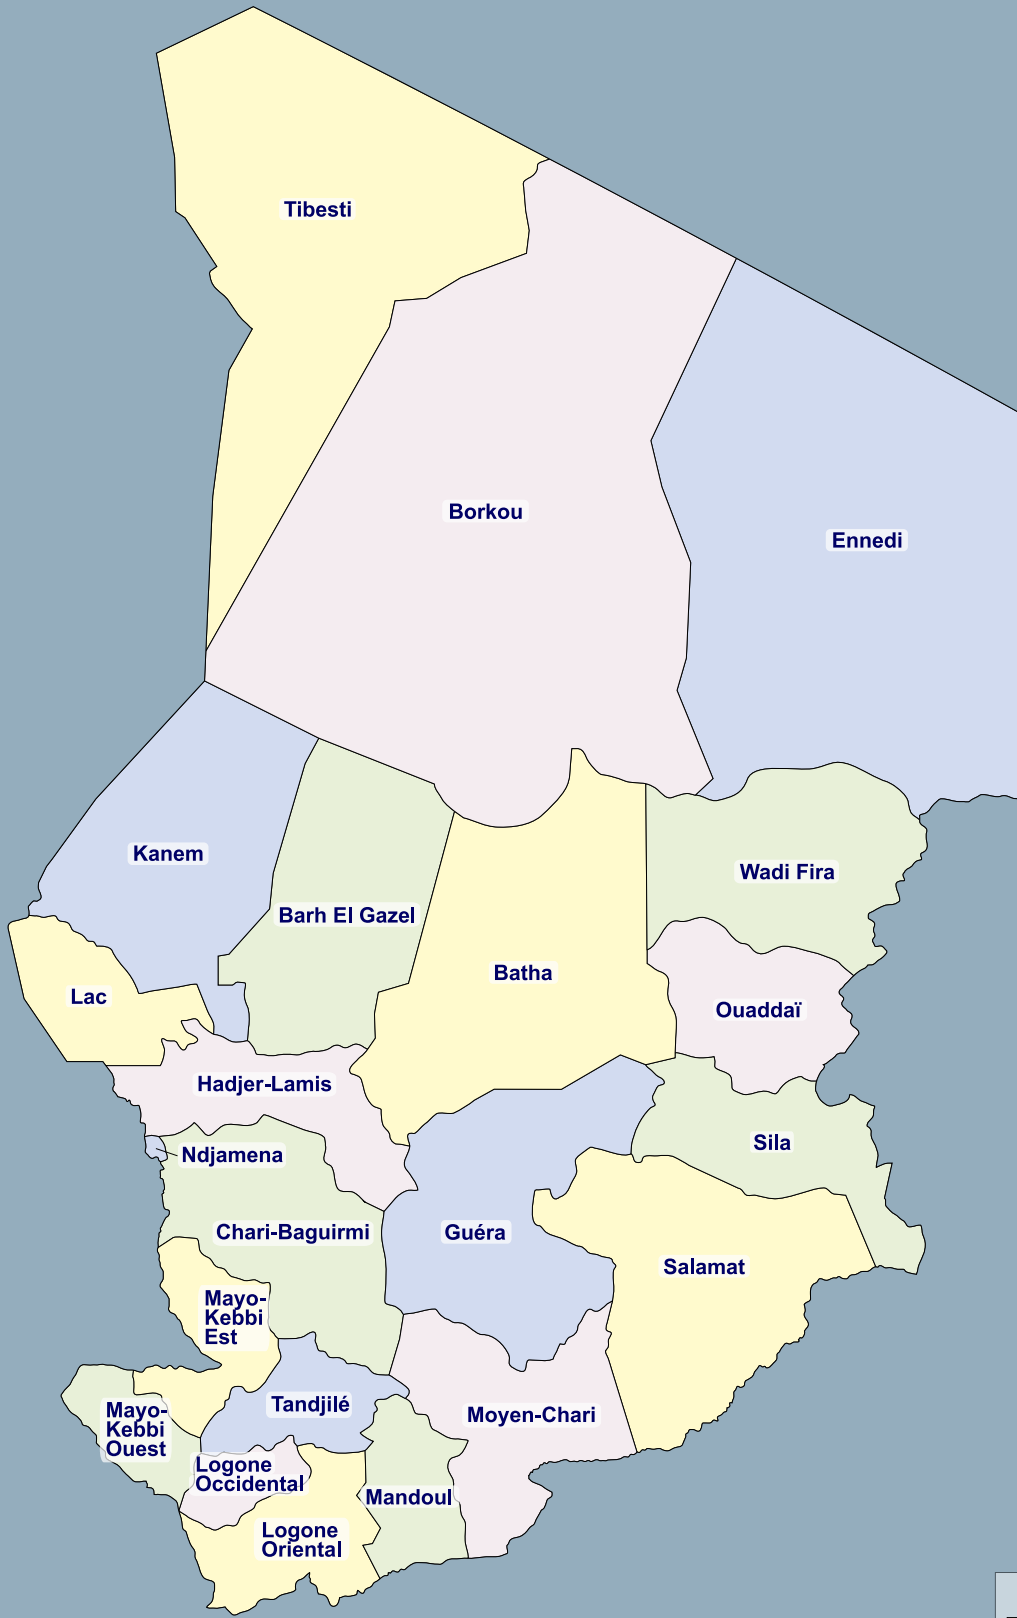 Tibesti
Borkou
Ennedi
Kanem
Wadi Fira
Barh El Gazel
Batha
Lac
Ouaddaï
Hadjer-Lamis
Sila
Ndjamena
Chari-Baguirmi
Guéra
Salamat
Mayo-
Kebbi
Est
Tandjilé
Mayo-
Kebbi
Ouest
Moyen-Chari
Logone
Occidental
Mandoul
Logone
Oriental